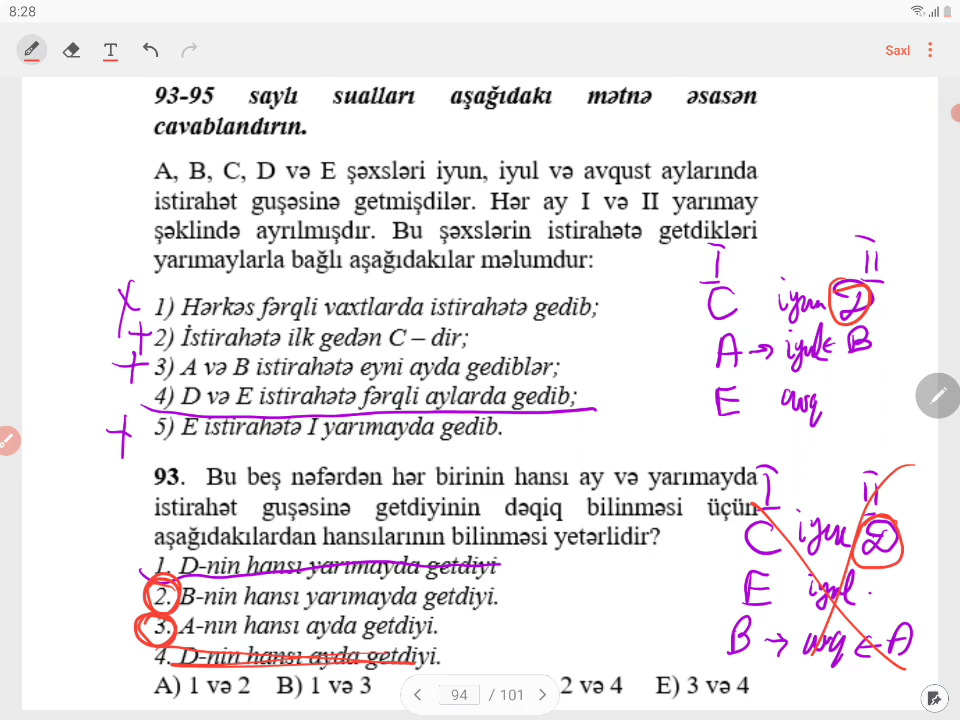 8:28
T
Saxl
93-95 saylı sualları aşağıdakı mətnə əsasən
cavablandırın.
A, B, C, D və E şəxsləri iyun, iyul və avqust aylarında
istirahət guşəsinə getmişdilər. Hər ay I və II yarımay
şəklində ayrılmışdır. Bu şəxslərin istirahətə getdikləri
yarımaylarla bağlı aşağıdakılar məlumdur:
1) Hərkəs fərqli vaxtlarda istirahətə gedib;
2) İstirahətə ilk gedən C – dir;
3) A və B istirahətə eyni ayda gediblər;
4) D və E istirahətə fərqli aylarda gedib;
5) E istirahətə I yarımayda gedib.
I II
C iyun D
A → iyul ← B
E avq
93. Bu beş nəfərdən hər birinin hansı ay və yarımayda
istirahət guşəsinə getdiyinin dəqiq bilinməsi üçün
aşağıdakılardan hansılarının bilinməsi yetərlidir?
1. D-nin hansı yarımayda getdiyi
2. B-nin hansı yarımayda getdiyi.
3. A-nın hansı ayda getdiyi.
4. D-nin hansı ayda getdiyi.
A) 1 və 2 B) 1 və 3 2 və 4 E) 3 və 4
I II
C iyun D
E iyul
B → avq ← A
94 / 101